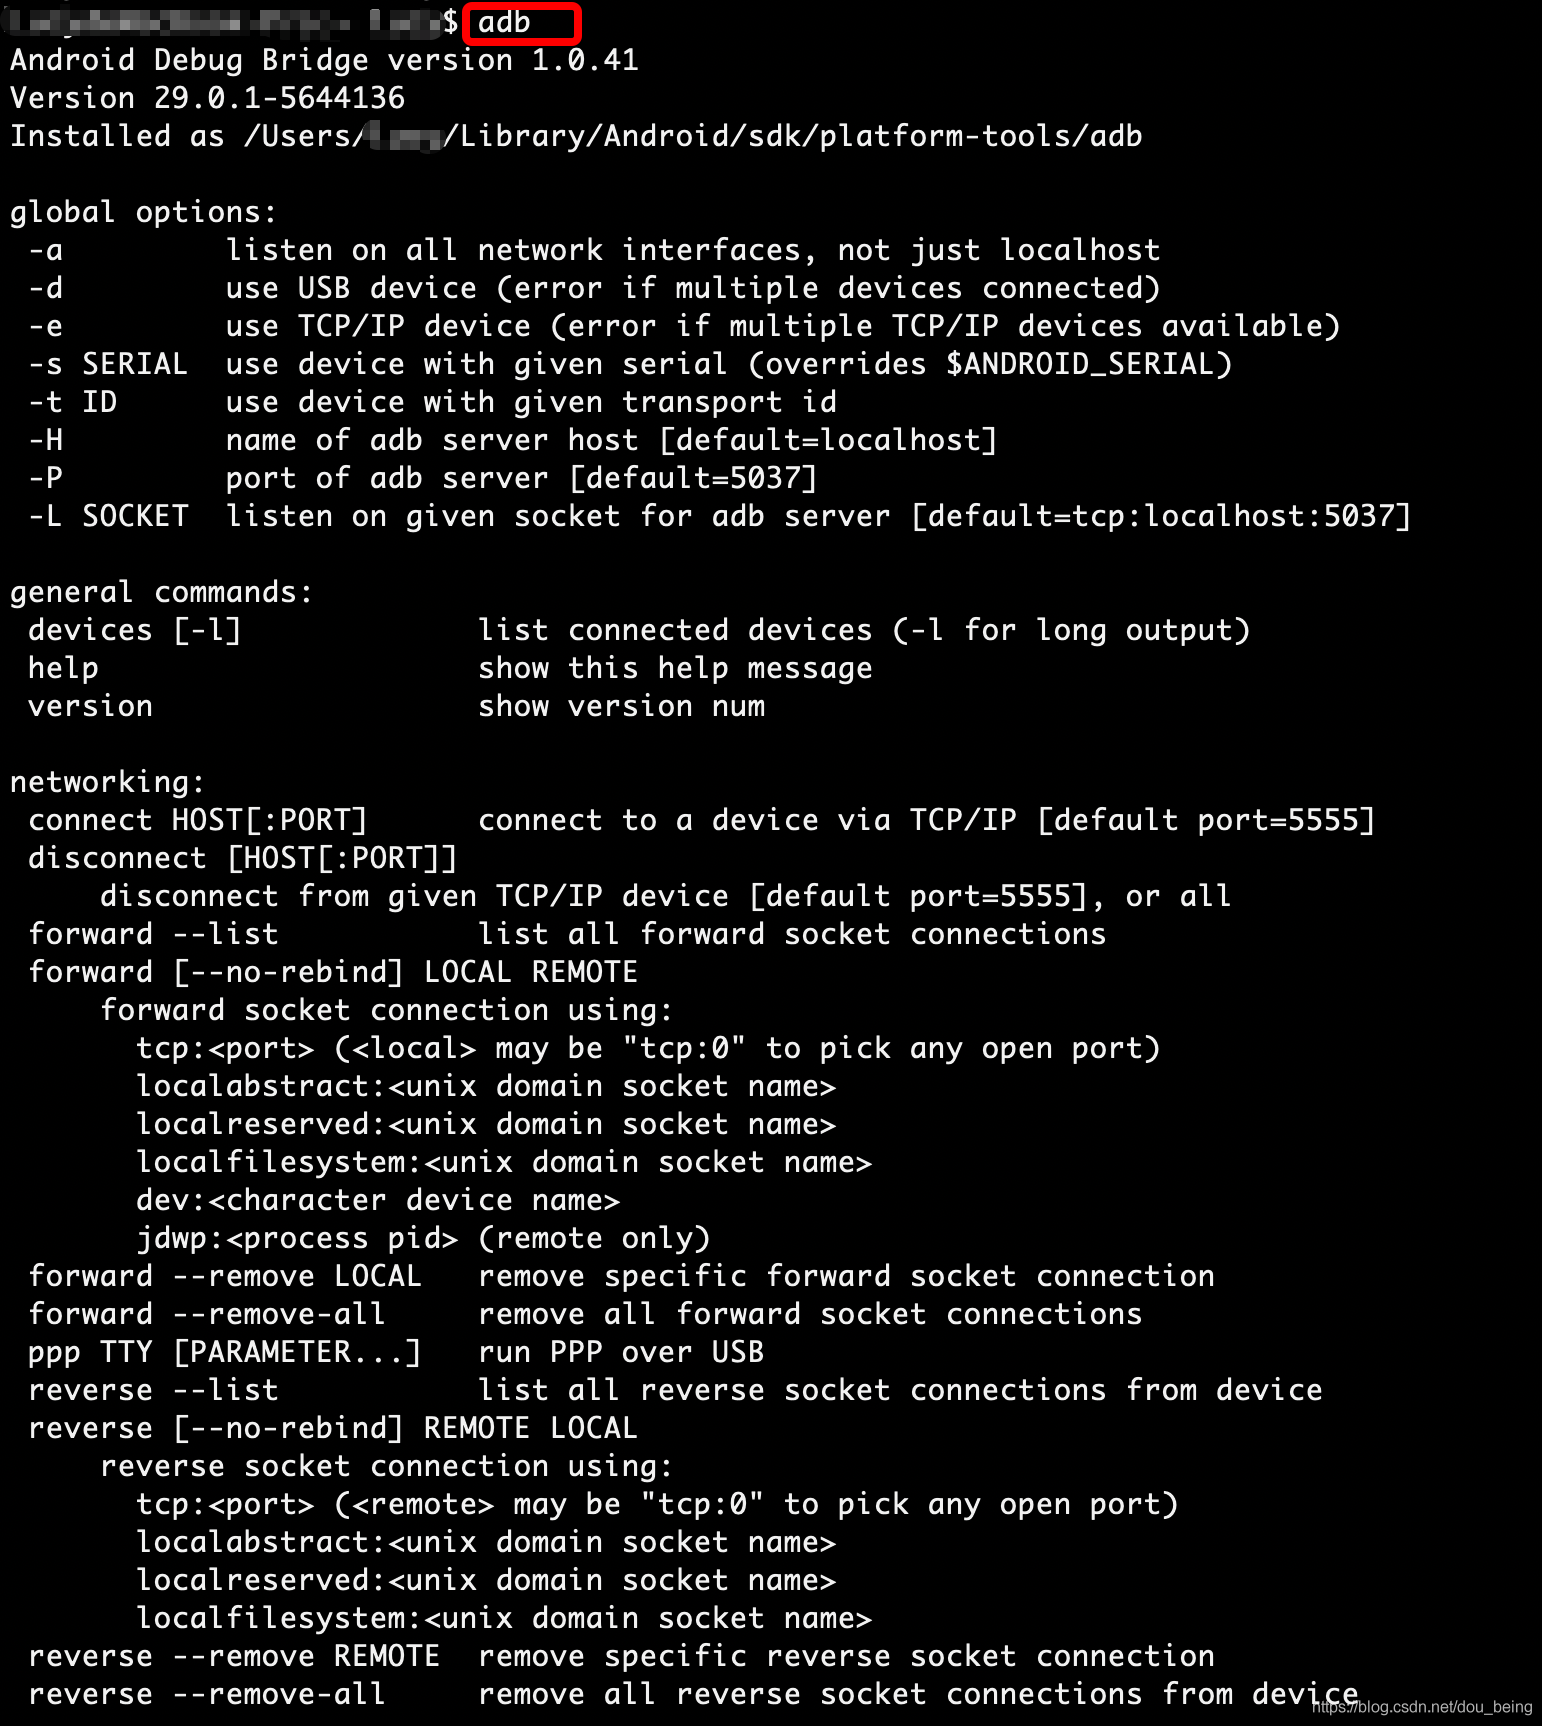 $ adb
Android Debug Bridge version 1.0.41
Version 29.0.1-5644136
Installed as /Users/ /Library/Android/sdk/platform-tools/adb
global options:
-a listen on all network interfaces, not just localhost
-d use USB device (error if multiple devices connected)
-e use TCP/IP device (error if multiple TCP/IP devices available)
-s SERIAL use device with given serial (overrides $ANDROID_SERIAL)
-t ID use device with given transport id
-H name of adb server host [default=localhost]
-P port of adb server [default=5037]
-L SOCKET listen on given socket for adb server [default=tcp:localhost:5037]
general commands:
devices [-l] list connected devices (-l for long output)
help show this help message
version show version num
networking:
connect HOST[:PORT] connect to a device via TCP/IP [default port=5555]
disconnect [HOST[:PORT]]
disconnect from given TCP/IP device [default port=5555], or all
forward --list list all forward socket connections
forward [--no-rebind] LOCAL REMOTE
forward socket connection using:
tcp:<port> (<local> may be "tcp:0" to pick any open port)
localabstract:<unix domain socket name>
localreserved:<unix domain socket name>
localfilesystem:<unix domain socket name>
dev:<character device name>
jdwp:<process pid> (remote only)
forward --remove LOCAL remove specific forward socket connection
forward --remove-all remove all forward socket connections
ppp TTY [PARAMETER...] run PPP over USB
reverse --list list all reverse socket connections from device
reverse [--no-rebind] REMOTE LOCAL
reverse socket connection using:
tcp:<port> (<remote> may be "tcp:0" to pick any open port)
localabstract:<unix domain socket name>
localreserved:<unix domain socket name>
localfilesystem:<unix domain socket name>
reverse --remove REMOTE remove specific reverse socket connection
reverse --remove-all remove all reverse socket connections from device
https://blog.csdn.net/dou_being